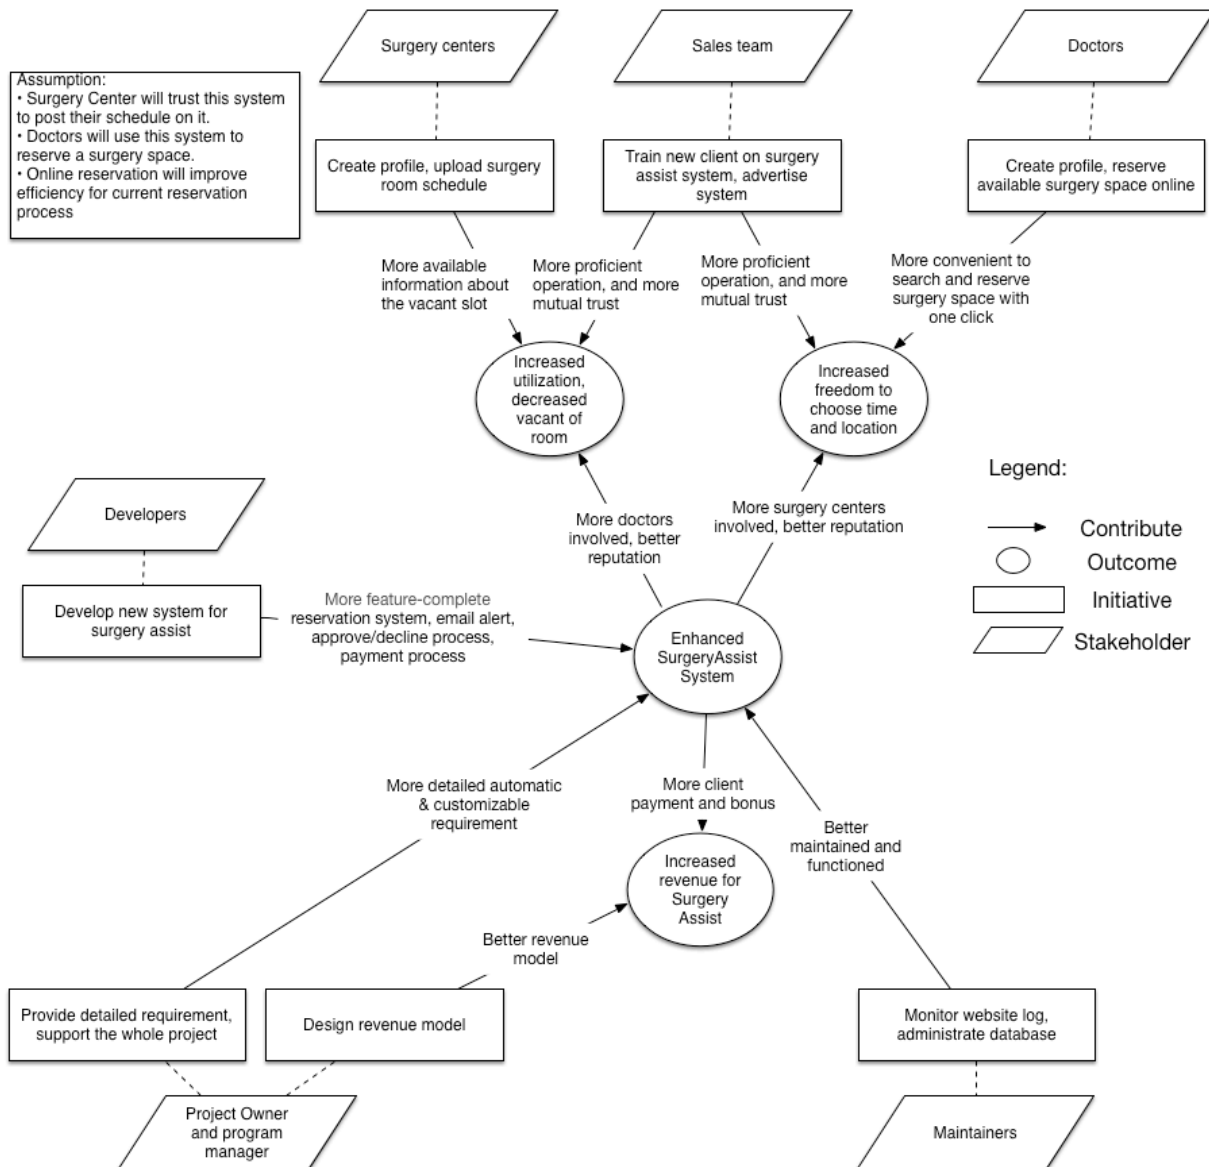 Surgery centers
Sales team
Doctors
Assumption:
• Surgery Center will trust this system
to post their schedule on it.
• Doctors will use this system to
reserve a surgery space.
• Online reservation will improve
efficiency for current reservation
process
Create profile, upload surgery
room schedule
Train new client on surgery
assist system, advertise
system
Create profile, reserve
available surgery space online
More available
information about
the vacant slot
More proficient
operation, and more
mutual trust
More proficient
operation, and more
mutual trust
More convenient to
search and reserve
surgery space with
one click
Increased
utilization,
decreased
vacant of
room
Increased
freedom to
choose time
and location
Legend:
Contribute
Outcome
Initiative
Stakeholder
Developers
More doctors
involved, better
reputation
More surgery centers
involved, better reputation
Develop new system for
surgery assist
More feature-complete
reservation system, email alert,
approve/decline process,
payment process
Enhanced
SurgeryAssist
System
More detailed automatic
& customizable
requirement
More client
payment and bonus
Better
maintained and
functioned
Increased
revenue for
Surgery
Assist
Better revenue
model
Provide detailed requirement,
support the whole project
Design revenue model
Monitor website log,
administrate database
Project Owner
and program
manager
Maintainers